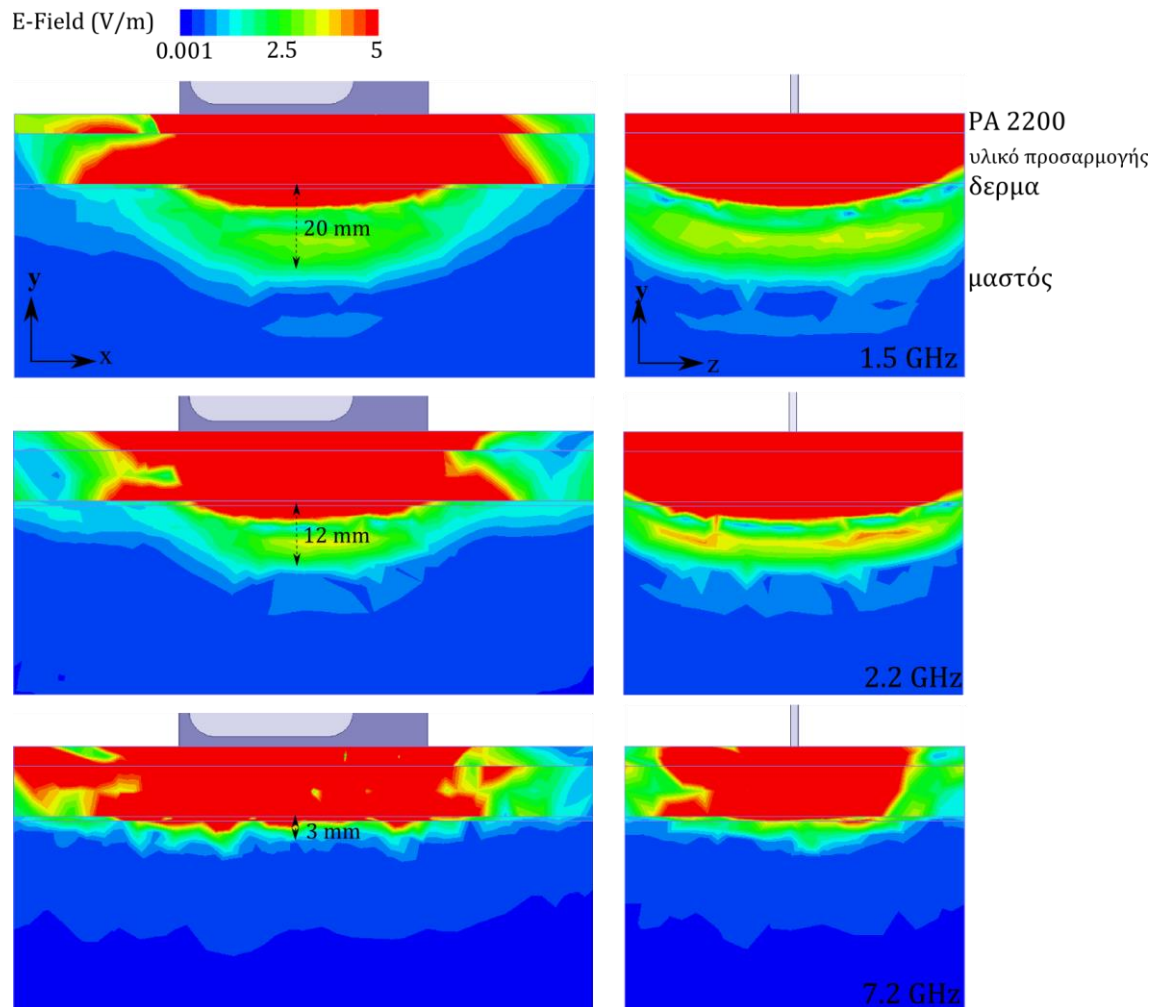 E-Field (V/m)
0.001 2.5 5
PA 2200
υλικό προσαρμογής
δερμα
20 mm
μαστός
y
x
y
z
1.5 GHz
12 mm
2.2 GHz
3 mm
7.2 GHz